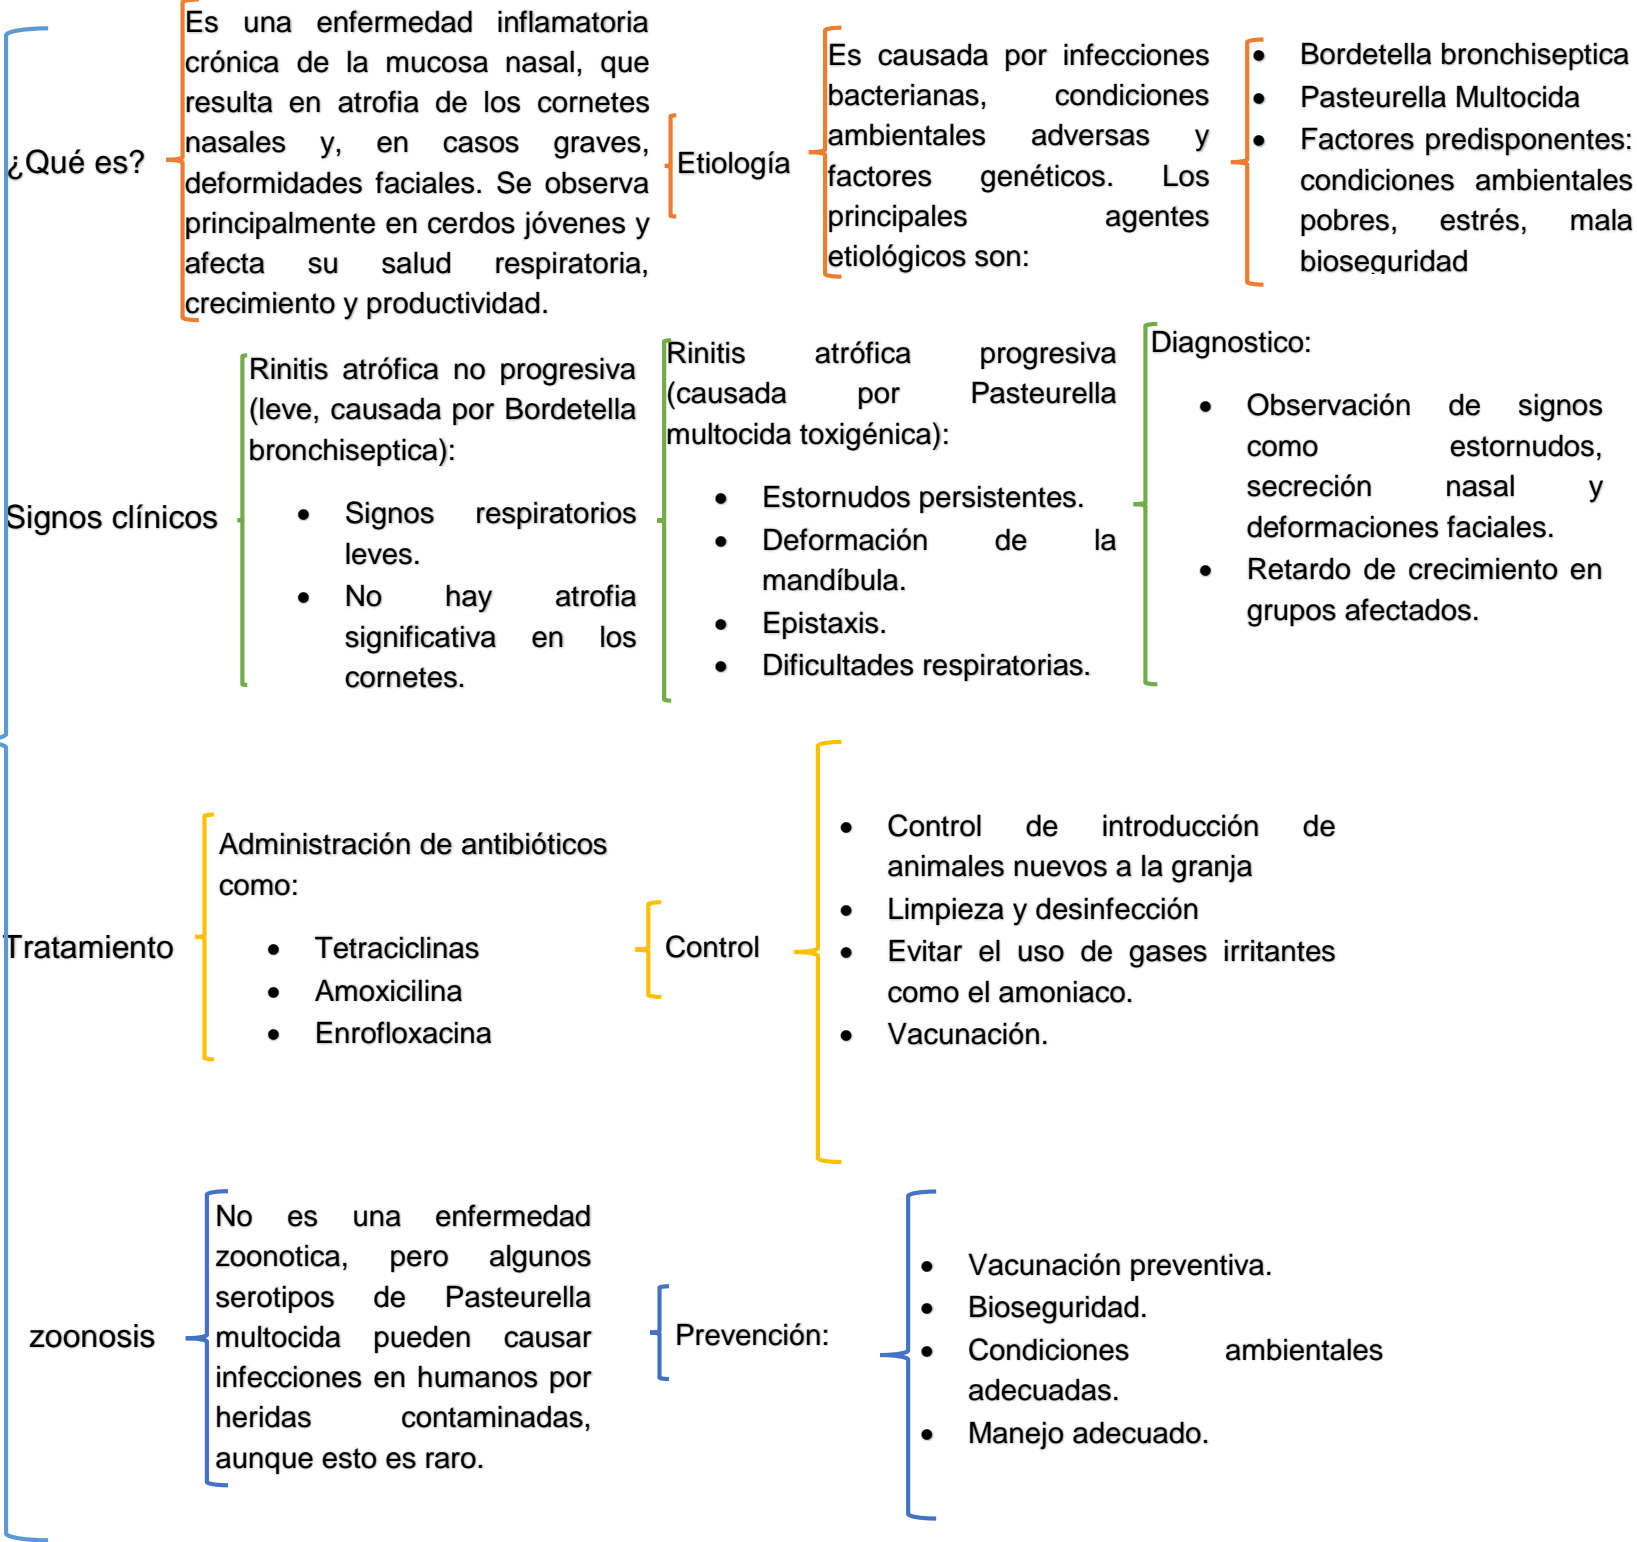 ¿Qué es?
Es una enfermedad inflamatoria
crónica de la mucosa nasal, que
resulta en atrofia de los cornetes
nasales y, en casos graves,
deformidades faciales. Se observa
principalmente en cerdos jóvenes y
afecta su salud respiratoria,
crecimiento y productividad.
Etiología
Es causada por infecciones
bacterianas, condiciones
ambientales adversas y
factores genéticos. Los
principales agentes
etiológicos son:
• Bordetella bronchiseptica
• Pasteurella Multocida
• Factores predisponentes:
condiciones ambientales
pobres, estrés, mala
bioseguridad
Signos clínicos
Rinitis atrófica no progresiva
(leve, causada por Bordetella
bronchiseptica):
• Signos respiratorios
leves.
• No hay atrofia
significativa en los
cornetes.
Rinitis atrófica progresiva
(causada por Pasteurella
multocida toxigénica):
• Estornudos persistentes.
• Deformación de la
mandíbula.
• Epistaxis.
• Dificultades respiratorias.
Diagnostico:
• Observación de signos
como estornudos,
secreción nasal y
deformaciones faciales.
• Retardo de crecimiento en
grupos afectados.
Tratamiento
Administración de antibióticos
como:
• Tetraciclinas
• Amoxicilina
• Enrofloxacina
Control
• Control de introducción de
animales nuevos a la granja
• Limpieza y desinfección
• Evitar el uso de gases irritantes
como el amoniaco.
• Vacunación.
zoonosis
No es una enfermedad
zoonotica, pero algunos
serotipos de Pasteurella
multocida pueden causar
infecciones en humanos por
heridas contaminadas,
aunque esto es raro.
Prevención:
• Vacunación preventiva.
• Bioseguridad.
• Condiciones ambientales
adecuadas.
• Manejo adecuado.